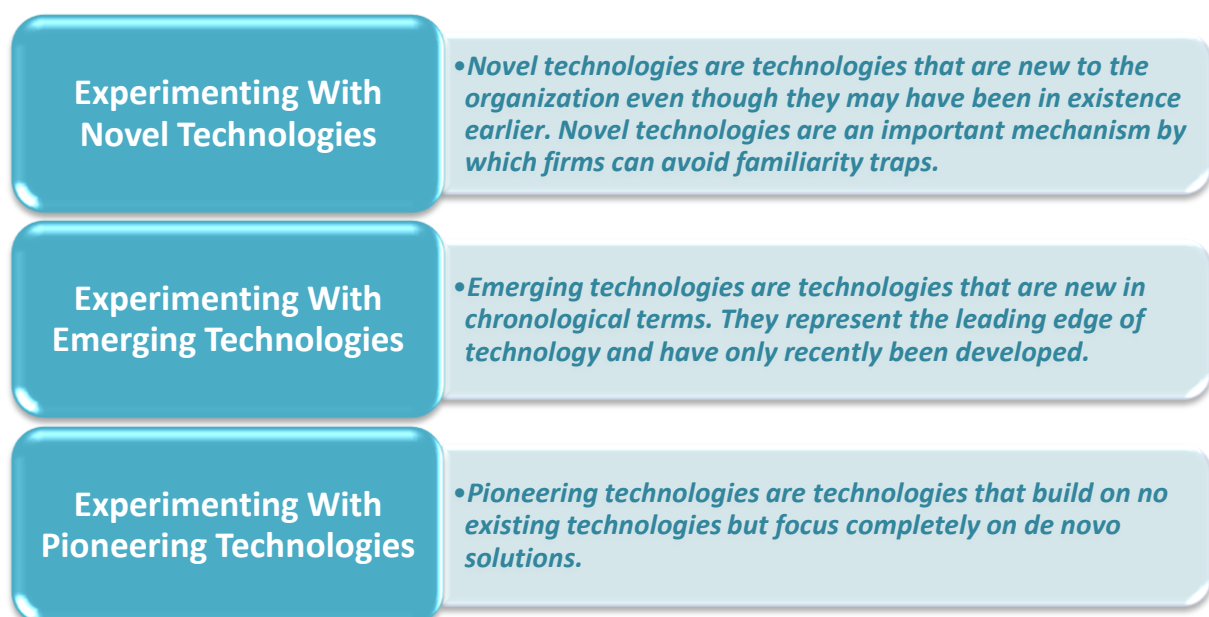 Experimenting With
Novel Technologies
•Novel technologies are technologies that are new to the
organization even though they may have been in existence
earlier. Novel technologies are an important mechanism by
which firms can avoid familiarity traps.
Experimenting With
Emerging Technologies
•Emerging technologies are technologies that are new in
chronological terms. They represent the leading edge of
technology and have only recently been developed.
Experimenting With
Pioneering Technologies
•Pioneering technologies are technologies that build on no
existing technologies but focus completely on de novo
solutions.